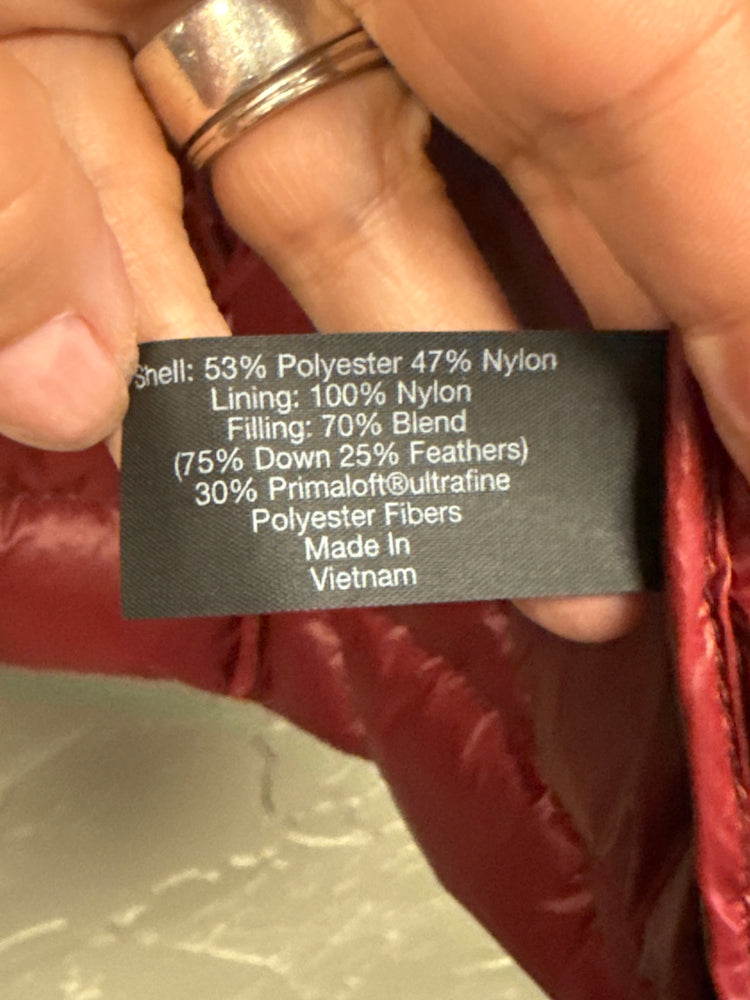 Shell: 53% Polyester 47% Nylon
Lining: 100% Nylon
Filling: 70% Blend
(75% Down 25% Feathers)
30% Primaloft®ultrafine
Polyester Fibers
Made In
Vietnam